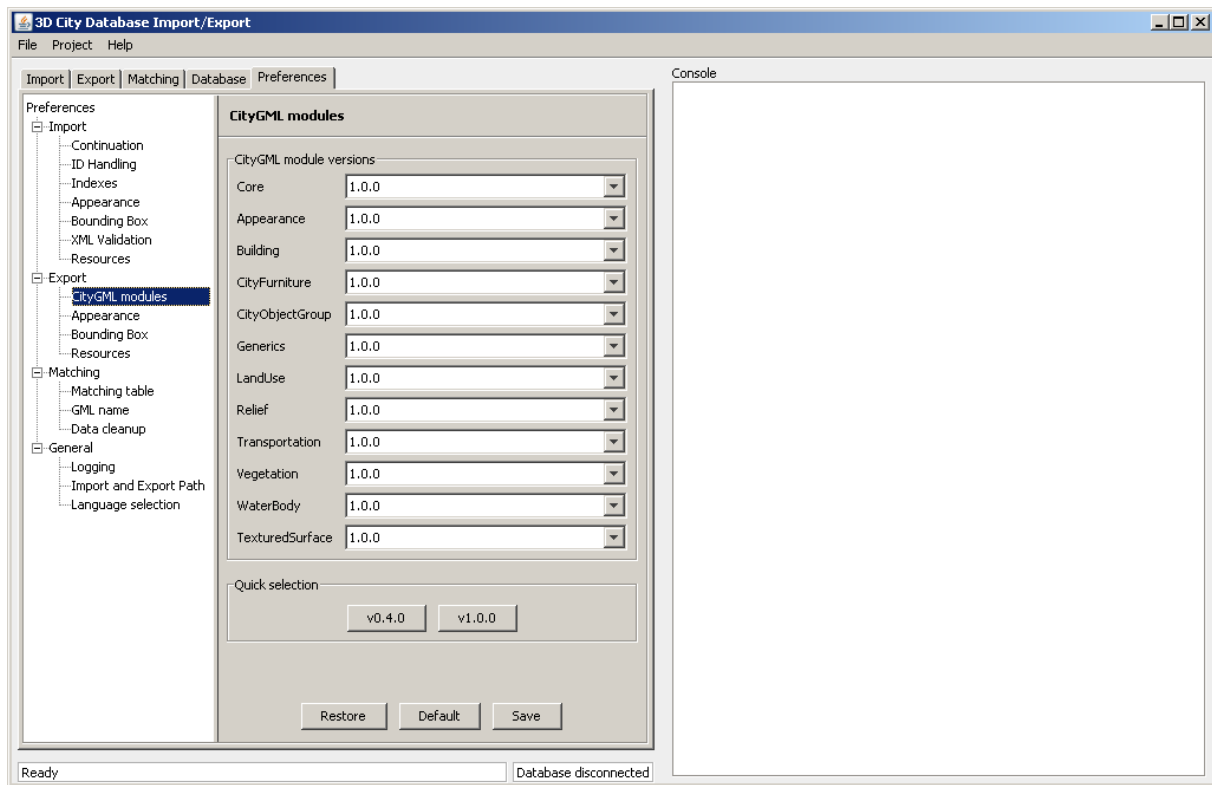 3D City Database Import/Export
File Project Help
Import Export Matching Database Preferences
Console
Preferences
Import
Continuation
ID Handling
Indexes
Appearance
Bounding Box
XML Validation
Resources
Export
CityGML modules
Appearance
Bounding Box
Resources
Matching
Matching table
GML name
Data cleanup
General
Logging
Import and Export Path
Language selection
CityGML modules
CityGML module versions
Core 1.0.0
Appearance 1.0.0
Building 1.0.0
CityFurniture 1.0.0
CityObjectGroup 1.0.0
Generics 1.0.0
LandUse 1.0.0
Relief 1.0.0
Transportation 1.0.0
Vegetation 1.0.0
WaterBody 1.0.0
TexturedSurface 1.0.0
Quick selection
v0.4.0 v1.0.0
Restore Default Save
Ready Database disconnected